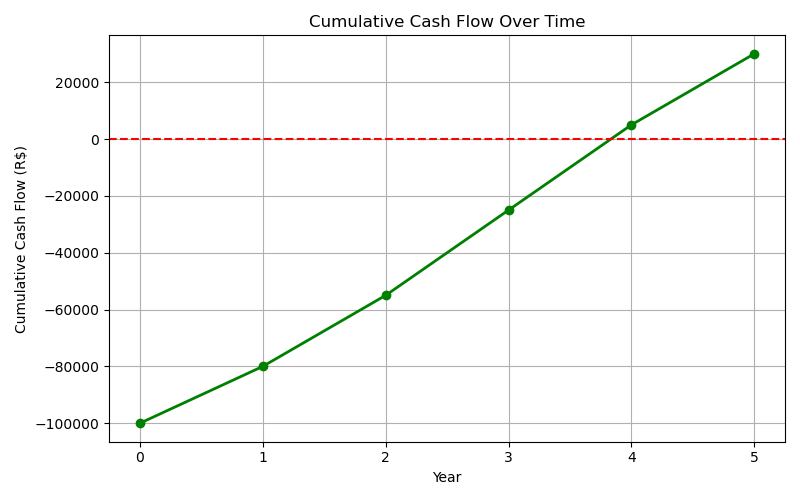 Cumulative Cash Flow Over Time
Cumulative Cash Flow (R$)
20000
0
−20000
−40000
−60000
−80000
−100000
0 1 2 3 4 5
Year